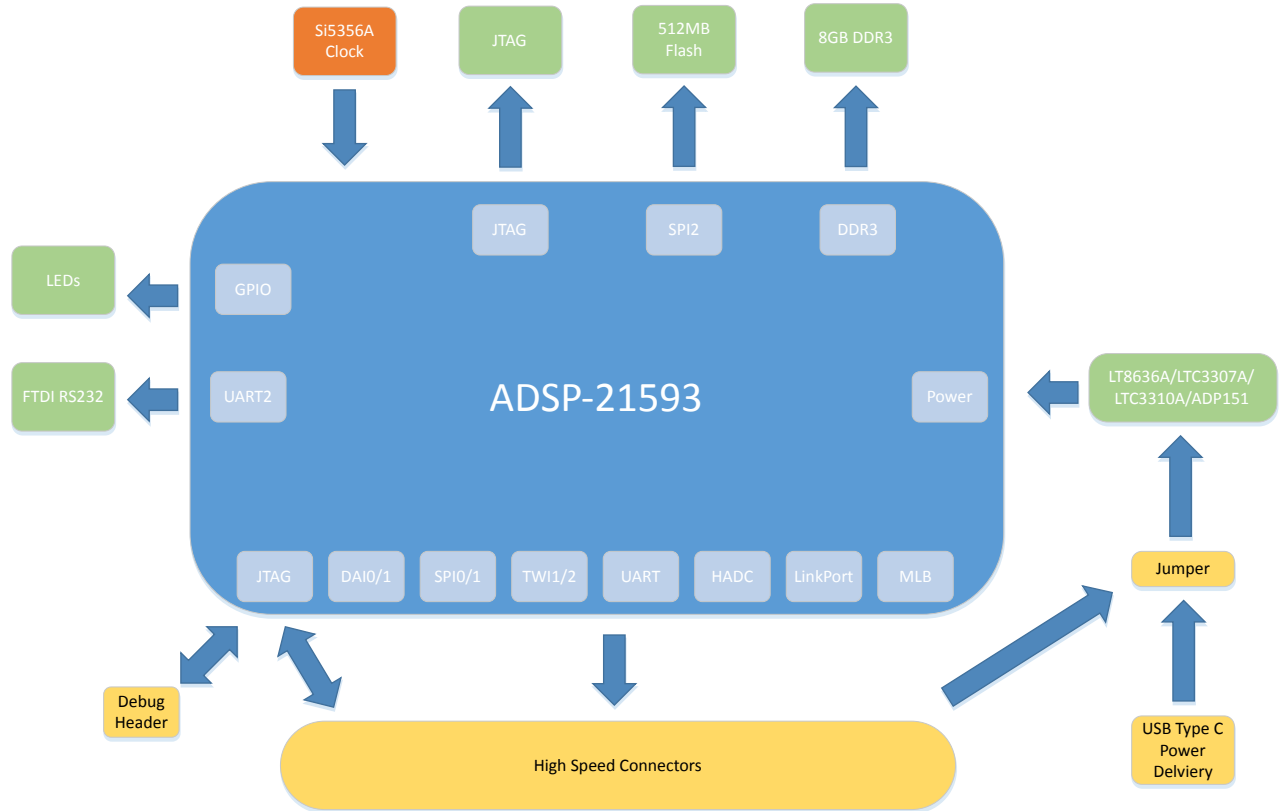 Si5356A
Clock
JTAG
512MB
Flash
8GB DDR3
JTAG
SPI2
DDR3
LEDs
GPIO
FTDI RS232
UART2
ADSP-21593
Power
LT8636A/LTC3307A/
LTC3310A/ADP151
JTAG
DAI0/1
SPI0/1
TWI1/2
UART
HADC
LinkPort
MLB
Jumper
Debug
Header
High Speed Connectors
USB Type C
Power
Delviery